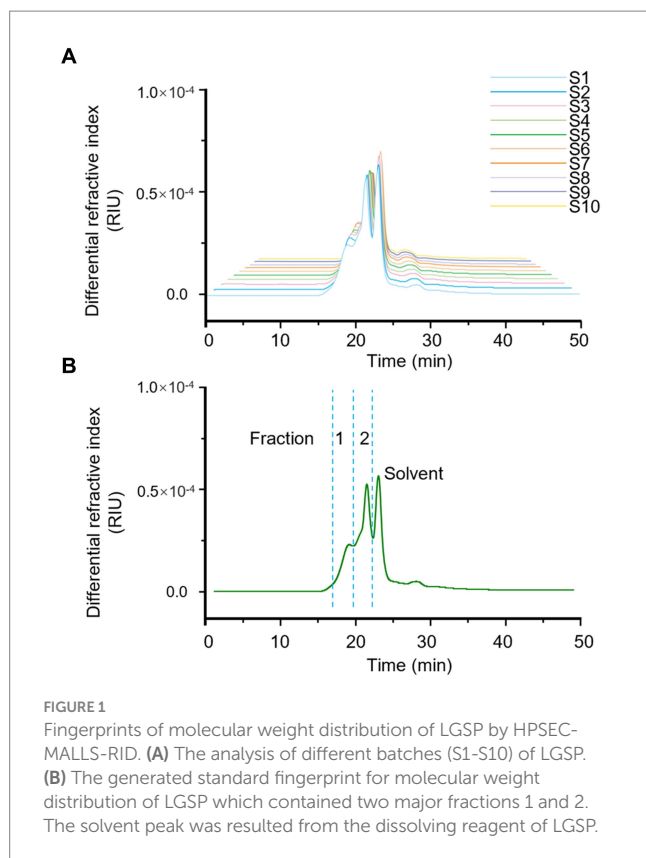 A
S1
S2
S3
S4
S5
S6
S7
S8
S9
S10
1.0×10⁻⁴
0.5×10⁻⁴
0.0
Differential refractive index
(RIU)
0 10 20 30 40 50
Time (min)
B
1.0×10⁻⁴
0.5×10⁻⁴
0.0
Differential refractive index
(RIU)
Fraction 1 2
Solvent
0 10 20 30 40 50
Time (min)
FIGURE 1
Fingerprints of molecular weight distribution of LGSP by HPSEC-
MALLS-RID. (A) The analysis of different batches (S1-S10) of LGSP.
(B) The generated standard fingerprint for molecular weight
distribution of LGSP which contained two major fractions 1 and 2.
The solvent peak was resulted from the dissolving reagent of LGSP.